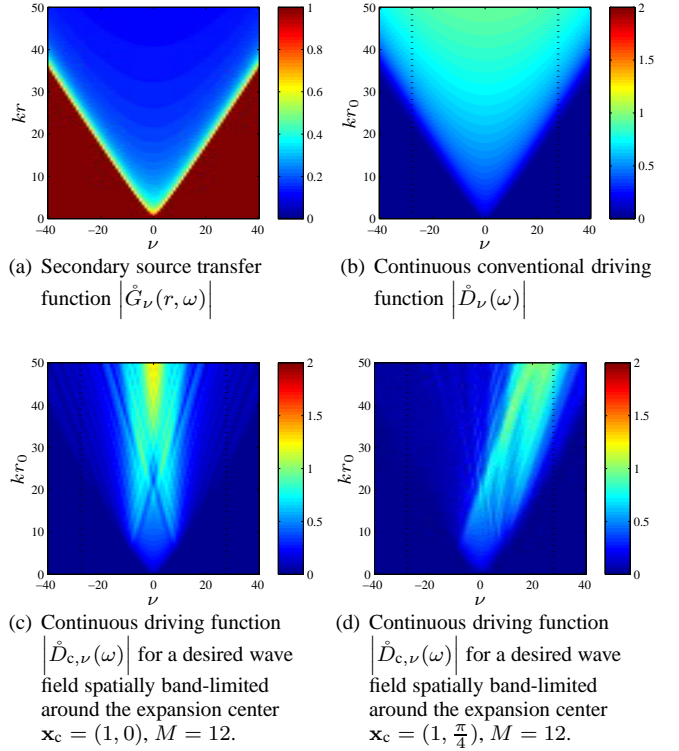 50
40
30
20
10
0
kr
−40 −20 0 20 40
ν
1
0.8
0.6
0.4
0.2
0
(a) Secondary source transfer
function |G̊ν(r, ω)|
50
40
30
20
10
0
kr0
−40 −20 0 20 40
ν
2
1.5
1
0.5
0
(b) Continuous conventional driving
function |D̊ν(ω)|
50
40
30
20
10
0
kr0
−40 −20 0 20 40
ν
2
1.5
1
0.5
0
(c) Continuous driving function
|D̊c,ν(ω)| for a desired wave
field spatially band-limited
around the expansion center
xc = (1, 0), M = 12.
50
40
30
20
10
0
kr0
−40 −20 0 20 40
ν
2
1.5
1
0.5
0
(d) Continuous driving function
|D̊c,ν(ω)| for a desired wave
field spatially band-limited
around the expansion center
xc = (1, π/4), M = 12.